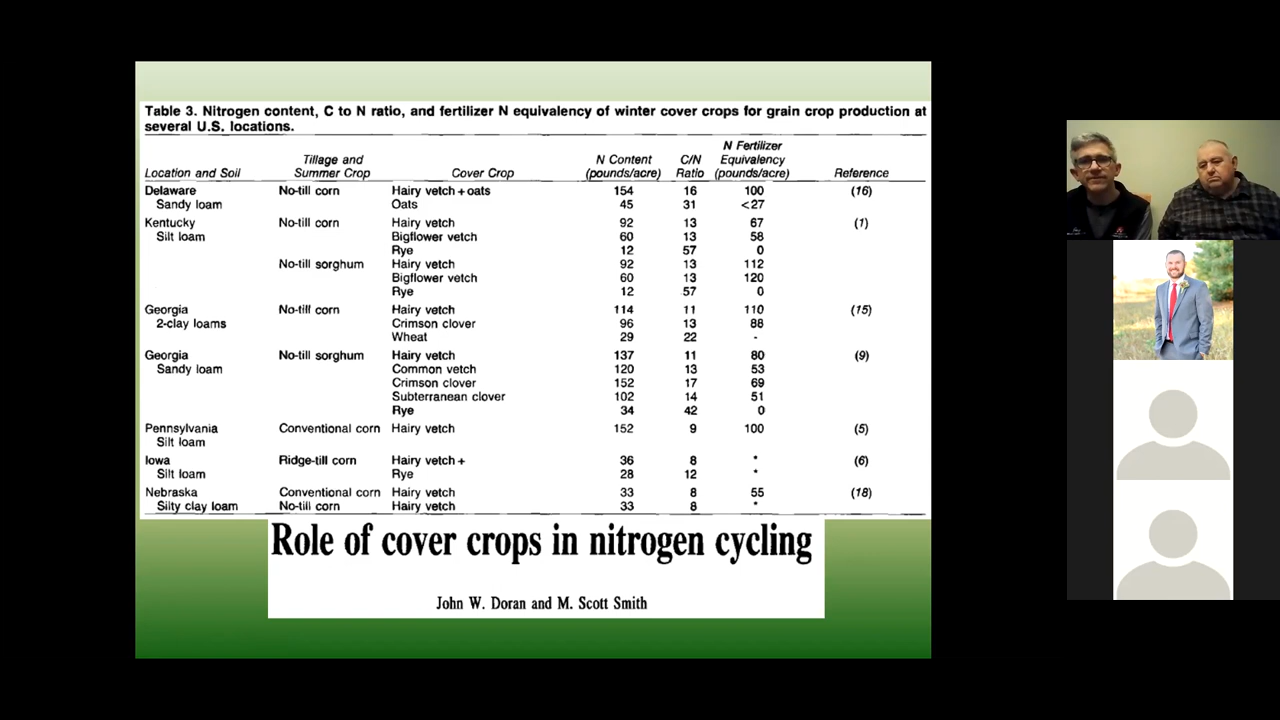 Table 3. Nitrogen content, C to N ratio, and fertilizer N equivalency of winter cover crops for grain crop production at
several U.S. locations.
Location and Soil Tillage and Summer Crop Cover Crop N Content (pounds/acre) C/N Ratio N Fertilizer Equivalency (pounds/acre) Reference
Delaware No-till corn Hairy vetch + oats 154 16 100 (16)
Sandy loam Oats 45 31 <27
Kentucky No-till corn Hairy vetch 92 13 67 (1)
Silt loam Bigflower vetch 60 13 58
Rye 12 57 0
No-till sorghum Hairy vetch 92 13 112
Bigflower vetch 60 13 120
Rye 12 57 0
Georgia No-till corn Hairy vetch 114 11 110 (15)
2-clay loams Crimson clover 96 13 88
Wheat 29 22 -
Georgia No-till sorghum Hairy vetch 137 11 80 (9)
Sandy loam Common vetch 120 13 53
Crimson clover 152 17 69
Subterranean clover 102 14 51
Rye 34 42 0
Pennsylvania Conventional corn Hairy vetch 152 9 100 (5)
Silt loam
Iowa Ridge-till corn Hairy vetch + 36 8 * (6)
Silt loam Rye 28 12 *
Nebraska Conventional corn Hairy vetch 33 8 55 (18)
Silty clay loam No-till corn Hairy vetch 33 8 *
Role of cover crops in nitrogen cycling
John W. Doran and M. Scott Smith